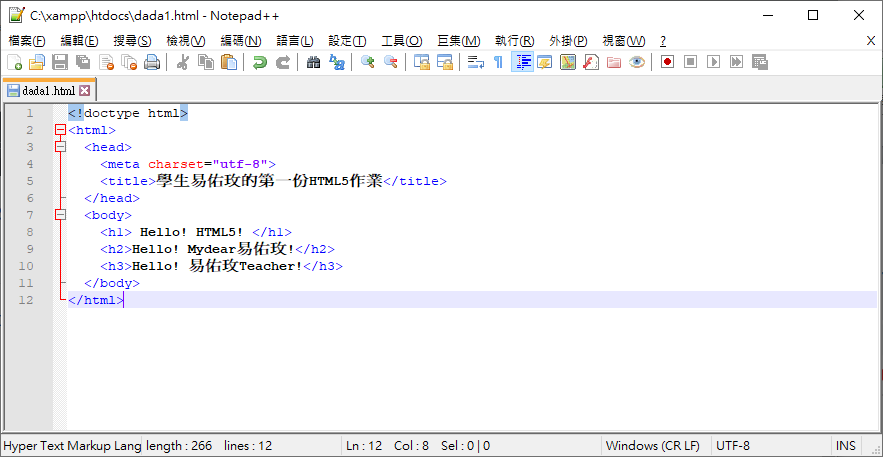 C:\xampp\htdocs\dada1.html - Notepad++
檔案(F) 編輯(E) 搜尋(S) 檢視(V) 編碼(N) 語言(L) 設定(T) 工具(O) 巨集(M) 執行(R) 外掛(P) 視窗(W) ? X
dada1.html
1 <!doctype html>
2 <html>
3 <head>
4 <meta charset="utf-8">
5 <title>學生易佑玫的第一份HTML5作業</title>
6 </head>
7 <body>
8 <h1> Hello! HTML5! </h1>
9 <h2>Hello! Mydear易佑玫!</h2>
10 <h3>Hello! 易佑玫Teacher!</h3>
11 </body>
12 </html>
Hyper Text Markup Lang length : 266 lines : 12 Ln : 12 Col : 8 Sel : 0 | 0 Windows (CR LF) UTF-8 INS